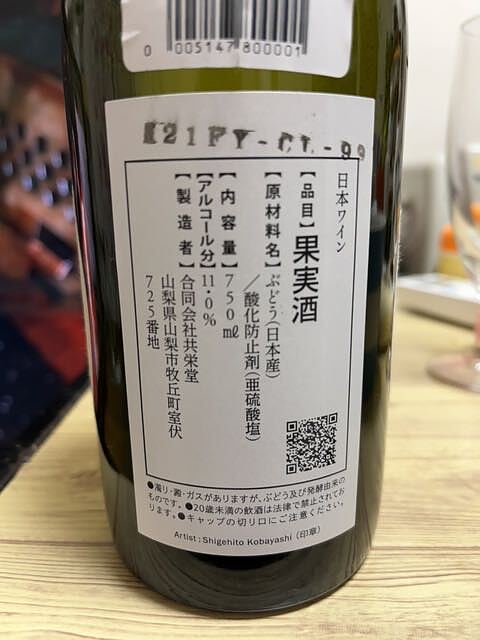 0 005147 800001
K21FY-CL-99
日本ワイン
【品目】果実酒
【原材料名】ぶどう(日本産)
／酸化防止剤(亜硫酸塩)
【内容量】750㎖
【アルコール分】11.0%
【製造者】合同会社共栄堂
山梨県山梨市牧丘町室伏
725番地
●濁り・澱・ガスがありますが、ぶどう及び発酵由来の
ものです。●20歳未満の飲酒は法律で禁止されてお
ります。●キャップの切り口にご注意ください。
Artist : Shigehito Kobayashi (印章)